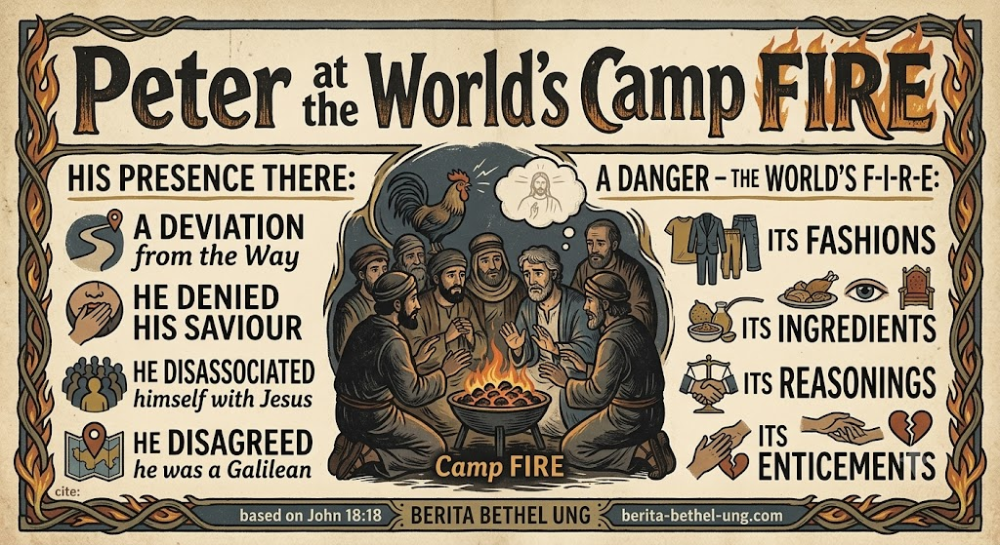 Peter at the World's Camp FIRE
HIS PRESENCE THERE:
A DEVIATION
from the Way
HE DENIED
HIS SAVIOUR
HE DISASSOCIATED
himself with Jesus
HE DISAGREED
he was a Galilean
cite:
Camp FIRE
A DANGER – THE WORLD'S F-I-R-E:
ITS FASHIONS
ITS INGREDIENTS
ITS REASONINGS
ITS
ENTICEMENTS
based on John 18:18
BERITA BETHEL UNG
berita-bethel-ung.com